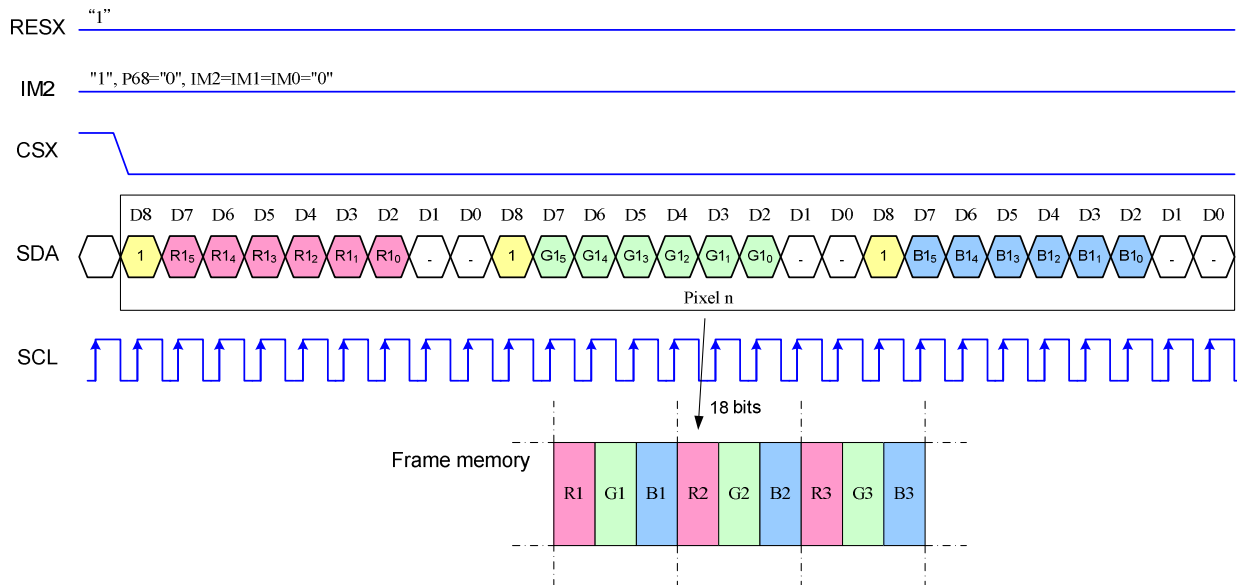 RESX "1"
IM2 "1", P68="0", IM2=IM1=IM0="0"
CSX
D8 D7 D6 D5 D4 D3 D2 D1 D0 D8 D7 D6 D5 D4 D3 D2 D1 D0 D8 D7 D6 D5 D4 D3 D2 D1 D0
SDA 1 R1₅ R1₄ R1₃ R1₂ R1₁ R1₀ - - 1 G1₅ G1₄ G1₃ G1₂ G1₁ G1₀ - - 1 B1₅ B1₄ B1₃ B1₂ B1₁ B1₀ - -
Pixel n
SCL
18 bits
Frame memory
R1 G1 B1 R2 G2 B2 R3 G3 B3